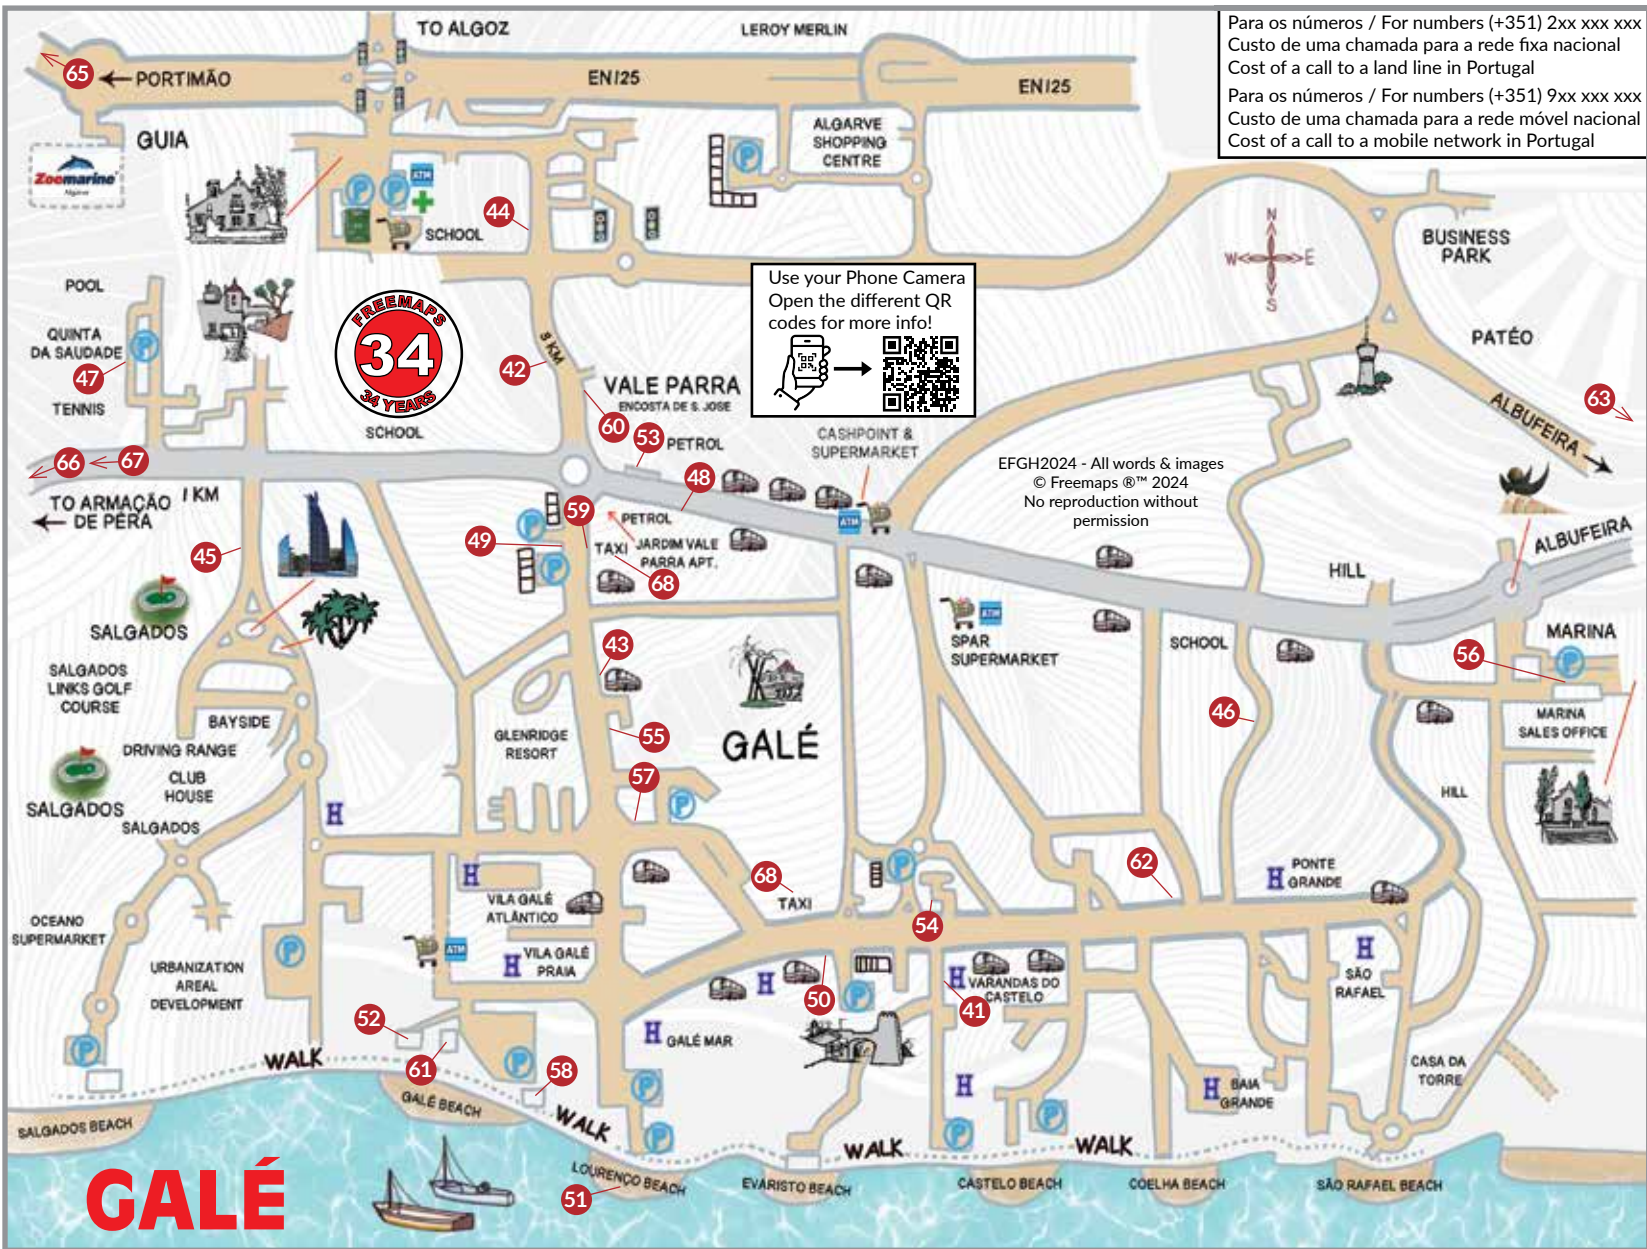 TO ALGOZ
LEROY MERLIN
65
PORTIMÃO
EN125
EN125
Para os números / For numbers (+351) 2xx xxx xxx
Custo de uma chamada para a rede fixa nacional
Cost of a call to a land line in Portugal
Para os números / For numbers (+351) 9xx xxx xxx
Custo de uma chamada para a rede móvel nacional
Cost of a call to a mobile network in Portugal
GUIA
ALGARVE
SHOPPING
CENTRE
P
Zoomarine
Algarve
ATM
P
P
44
SCHOOL
N
W
E
S
BUSINESS
PARK
POOL
QUINTA
DA SAUDADE
P
47
TENNIS
FREEMAPS
34
34 YEARS
SCHOOL
3 KM
42
Use your Phone Camera
Open the different QR
codes for more info!
VALE PARRA
ENCOSTA DE S. JOSE
60
53
PETROL
CASHPOINT &
SUPERMARKET
PATÉO
ALBUFEIRA
63
66
67
TO ARMAÇÃO
DE PÊRA
1 KM
EFGH2024 - All words & images
© Freemaps ®™ 2024
No reproduction without
permission
48
ATM
59
PETROL
P
49
TAXI
JARDIM VALE
PARRA APT.
P
68
45
ALBUFEIRA
HILL
SALGADOS
SALGADOS
LINKS GOLF
COURSE
ATM
SPAR
SUPERMARKET
SCHOOL
MARINA
P
56
43
46
MARINA
SALES OFFICE
BAYSIDE
GLENRIDGE
RESORT
55
GALÉ
DRIVING RANGE
CLUB
HOUSE
57
P
HILL
SALGADOS
SALGADOS
H
H
VILA GALÉ
ATLÂNTICO
68
TAXI
P
62
H
PONTE
GRANDE
54
OCEANO
SUPERMARKET
P
ATM
H
VILA GALÉ
PRAIA
URBANIZATION
AREAL
DEVELOPMENT
H
50
P
H
VARANDAS DO
CASTELO
41
H
SÃO
RAFAEL
52
61
H
GALÉ MAR
P
WALK
P
58
P
GALÉ BEACH
WALK
P
H
P
P
H
BAIA
GRANDE
CASA DA
TORRE
SALGADOS BEACH
WALK
WALK
LOURENÇO BEACH
51
EVARISTO BEACH
CASTELO BEACH
COELHA BEACH
SÃO RAFAEL BEACH
GALÉ